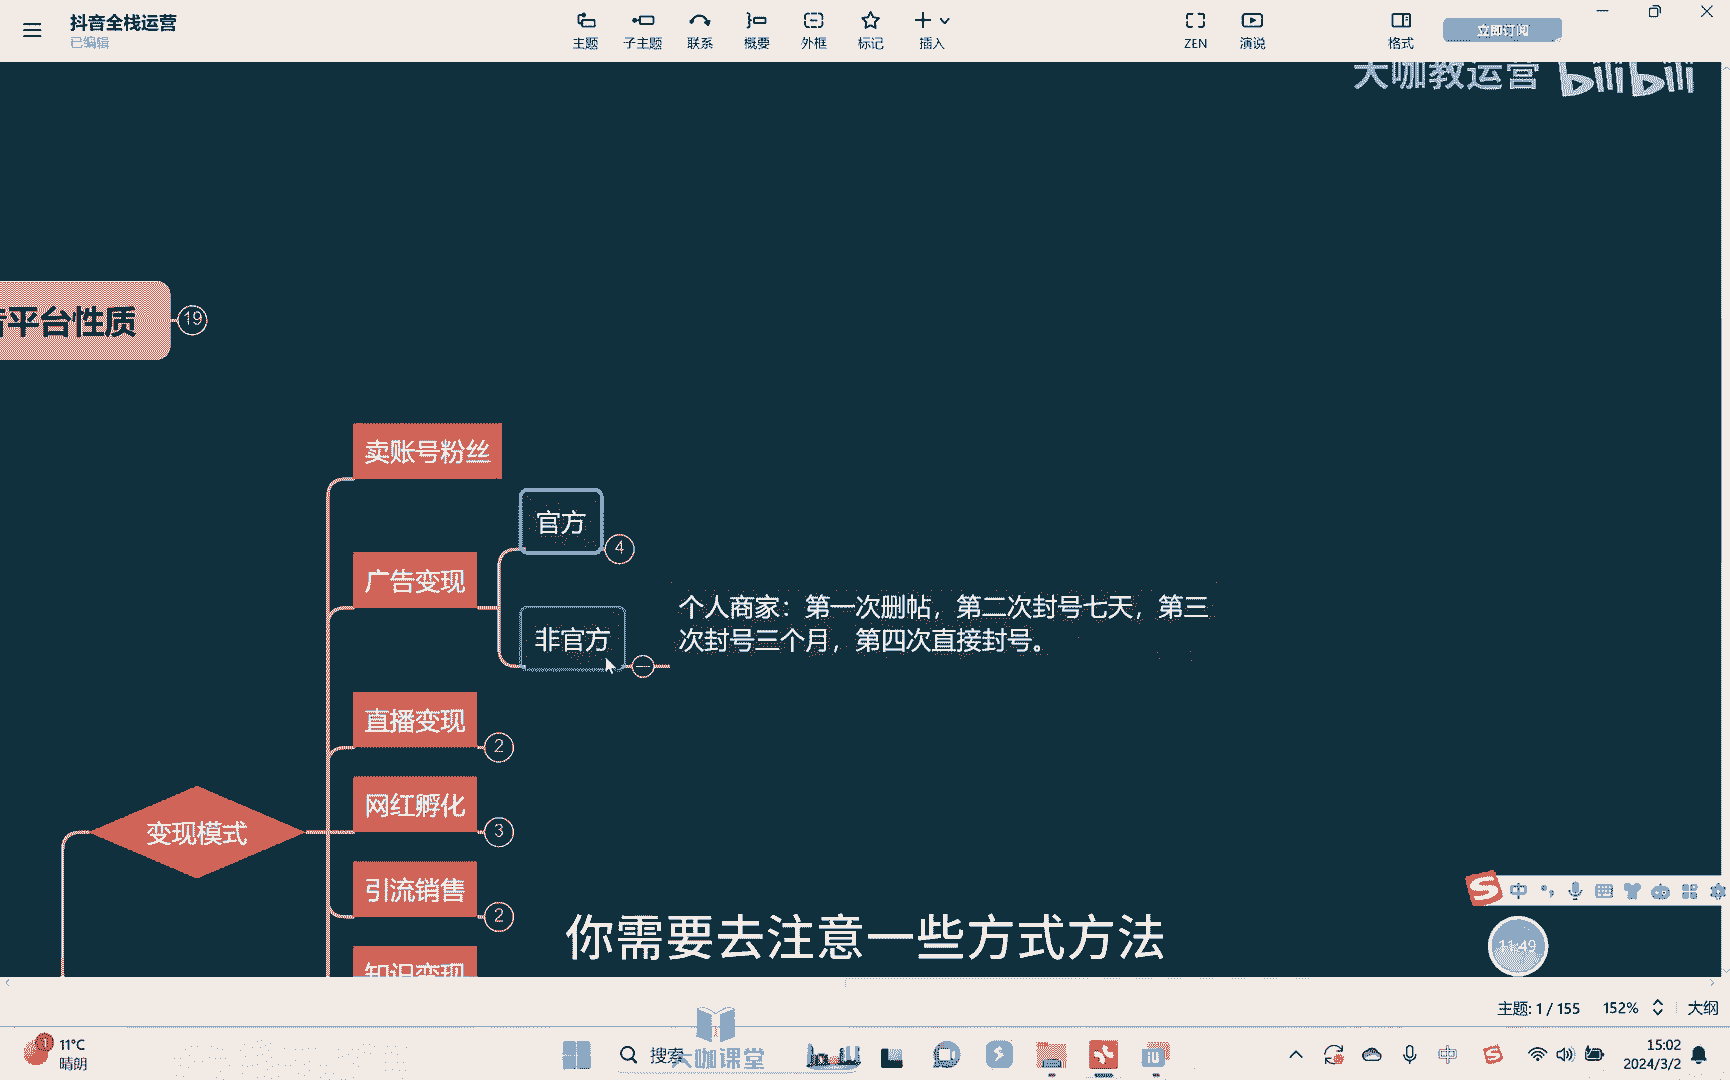 抖音全栈运营
已编辑
主题
子主题
联系
概要
外框
标记
插入
ZEN
演说
格式
立即订阅
大咖教运营 bilibili
平台性质
19
卖账号粉丝
官方
4
广告变现
非官方
个人商家：第一次删帖，第二次封号七天，第三
次封号三个月，第四次直接封号。
直播变现
2
网红孵化
3
变现模式
引流销售
2
知识变现
你需要去注意一些方式方法
中
11:49
主题: 1 / 155
152%
大纲
1
11°C
晴朗
搜索
大咖课堂
中
15:02
2024/3/2